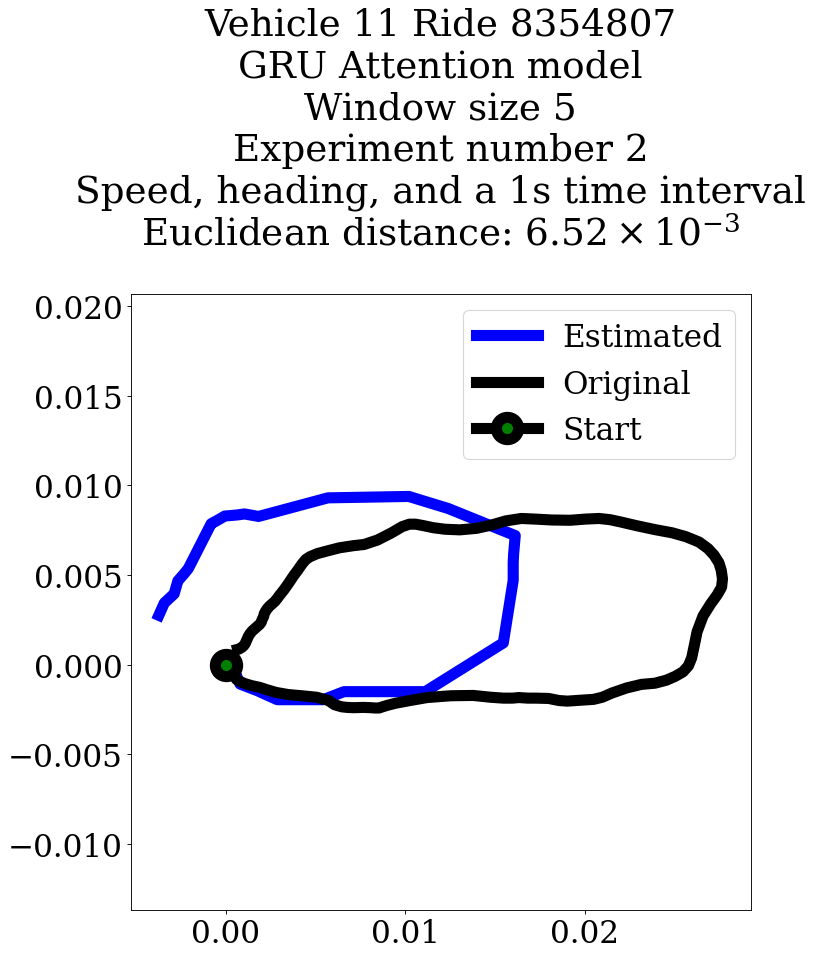 Vehicle 11 Ride 8354807
GRU Attention model
Window size 5
Experiment number 2
Speed, heading, and a 1s time interval
Euclidean distance: 6.52 × 10⁻³
Estimated
Original
Start
0.020
0.015
0.010
0.005
0.000
−0.005
−0.010
0.00 0.01 0.02